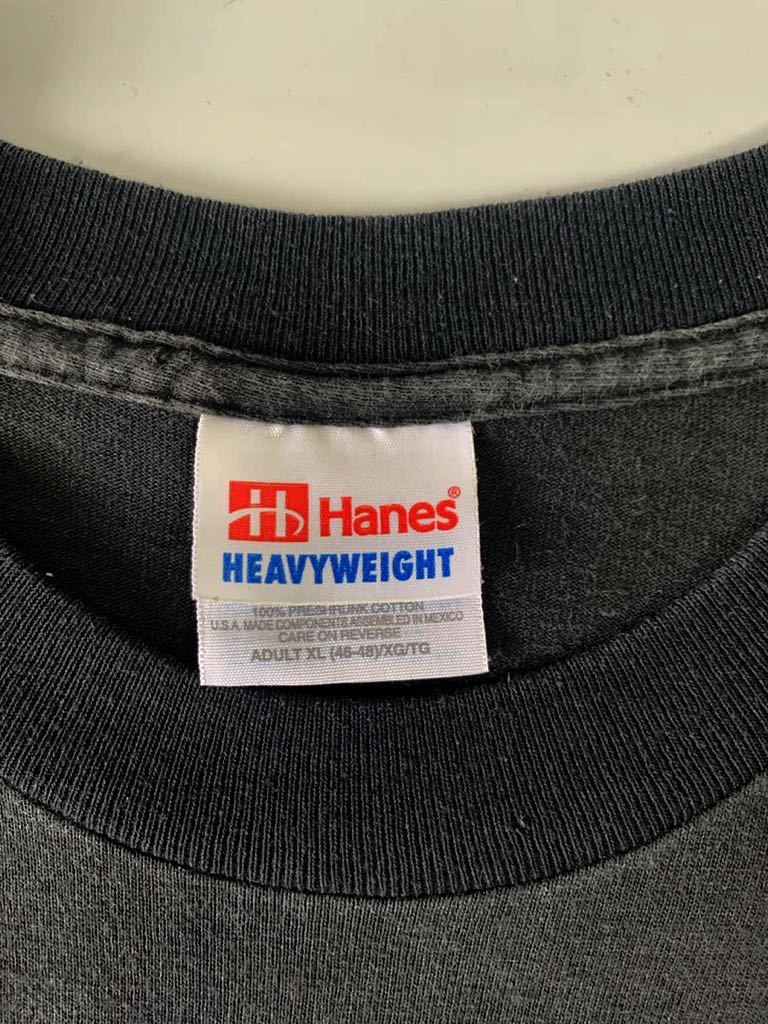 Hanes®
HEAVYWEIGHT
100% PRESHRUNK COTTON
U.S.A. MADE COMPONENTS ASSEMBLED IN MEXICO
CARE ON REVERSE
ADULT XL (46-48)/XG/TG